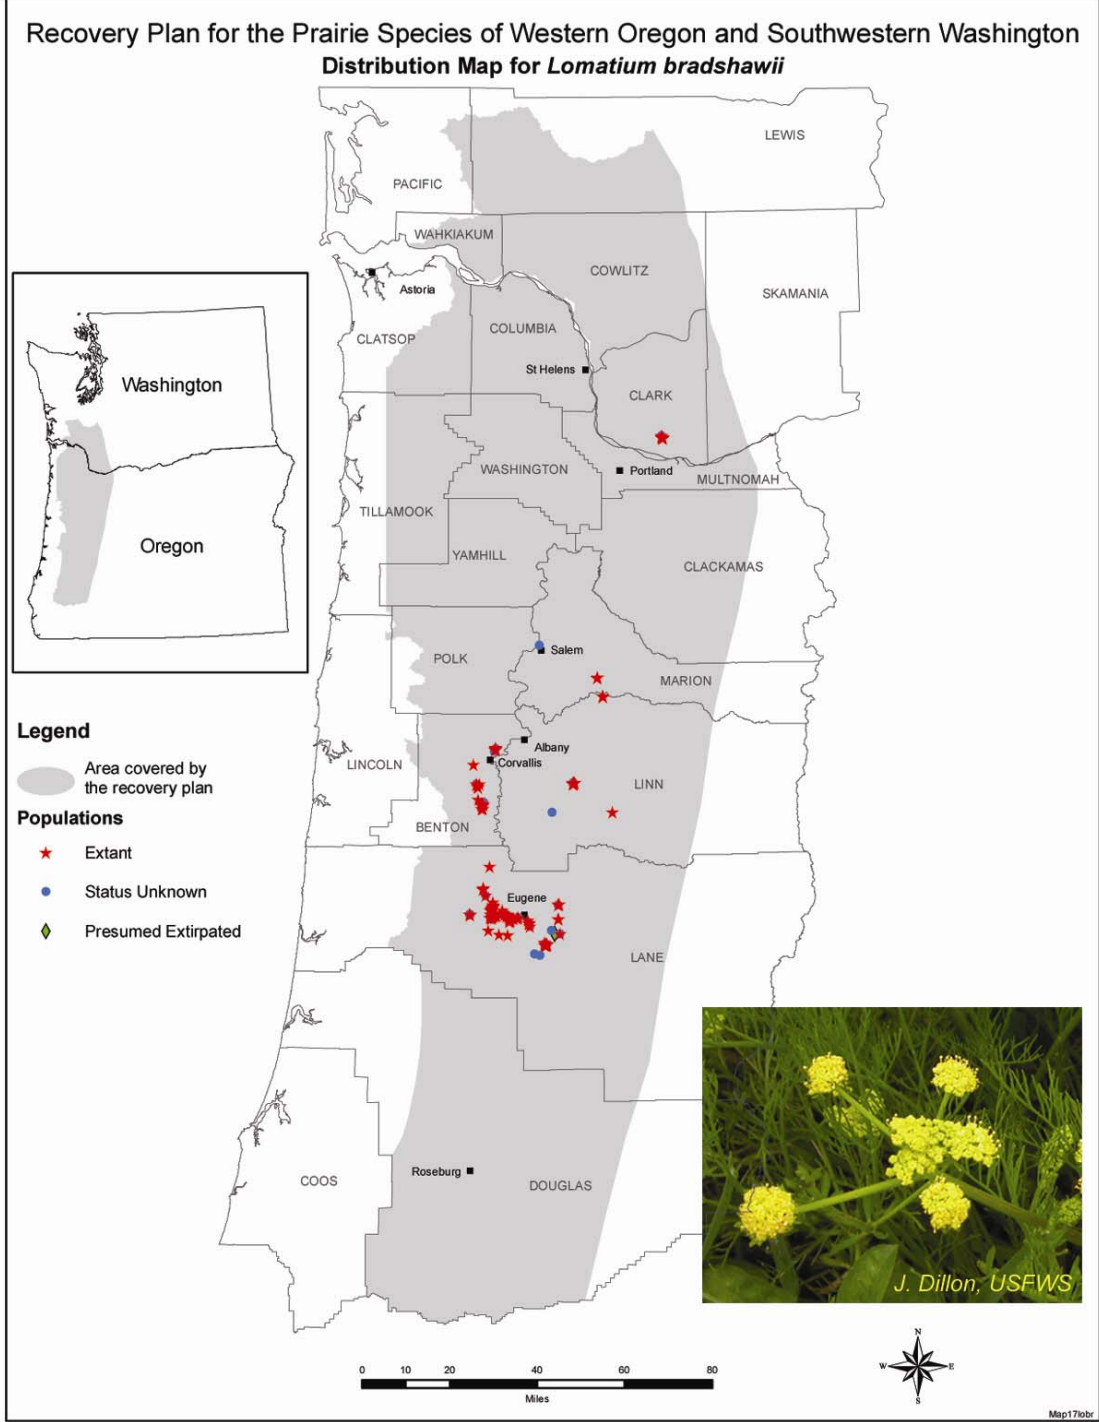 Recovery Plan for the Prairie Species of Western Oregon and Southwestern Washington
Distribution Map for Lomatium bradshawii
LEWIS
PACIFIC
WAHKIAKUM
COWLITZ
SKAMANIA
Astoria
CLATSOP
COLUMBIA
St Helens
CLARK
Washington
Oregon
WASHINGTON
Portland
MULTNOMAH
TILLAMOOK
YAMHILL
CLACKAMAS
Salem
POLK
MARION
Albany
Corvallis
LINCOLN
LINN
BENTON
Eugene
LANE
Roseburg
COOS
DOUGLAS
Legend
Area covered by
the recovery plan
Populations
Extant
Status Unknown
Presumed Extirpated
J. Dillon, USFWS
0 10 20 40 60 80
Miles
N
W E
S
Map17lobr